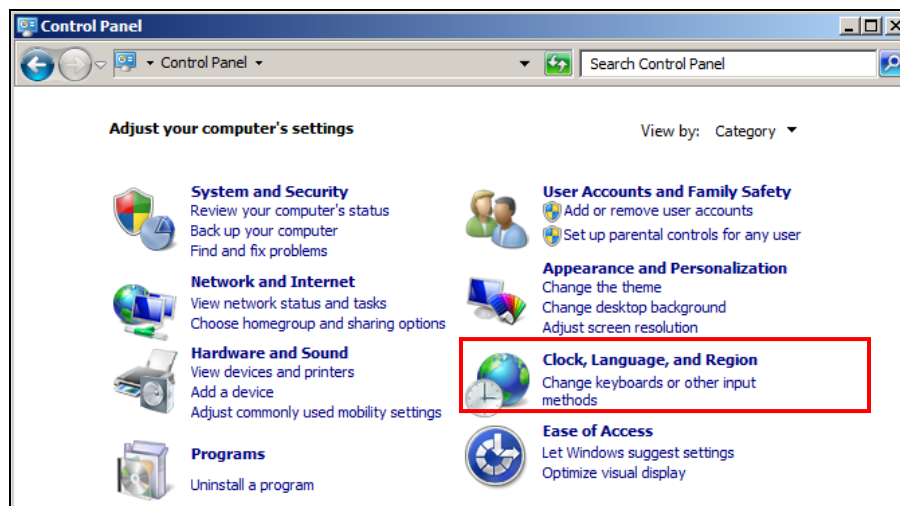 Control Panel
Control Panel
Search Control Panel
Adjust your computer's settings
View by: Category
System and Security
Review your computer's status
Back up your computer
Find and fix problems
Network and Internet
View network status and tasks
Choose homegroup and sharing options
Hardware and Sound
View devices and printers
Add a device
Adjust commonly used mobility settings
Programs
Uninstall a program
User Accounts and Family Safety
Add or remove user accounts
Set up parental controls for any user
Appearance and Personalization
Change the theme
Change desktop background
Adjust screen resolution
Clock, Language, and Region
Change keyboards or other input
methods
Ease of Access
Let Windows suggest settings
Optimize visual display